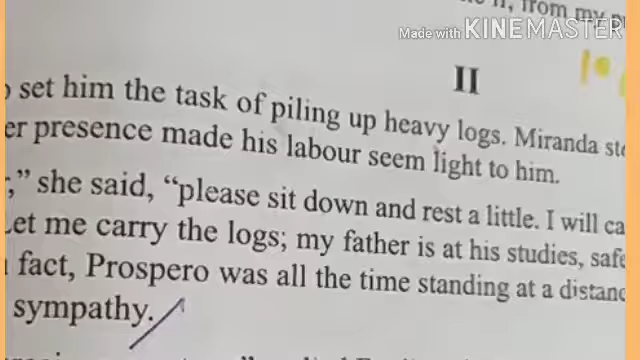 from my
Made with KINEMASTER
II
set him the task of piling up heavy logs. Miranda
presence made his labour seem light to him.
she said, “please sit down and rest a little. I will
me carry the logs; my father is at his studies,
fact, Prospero was all the time standing at a
sympathy.